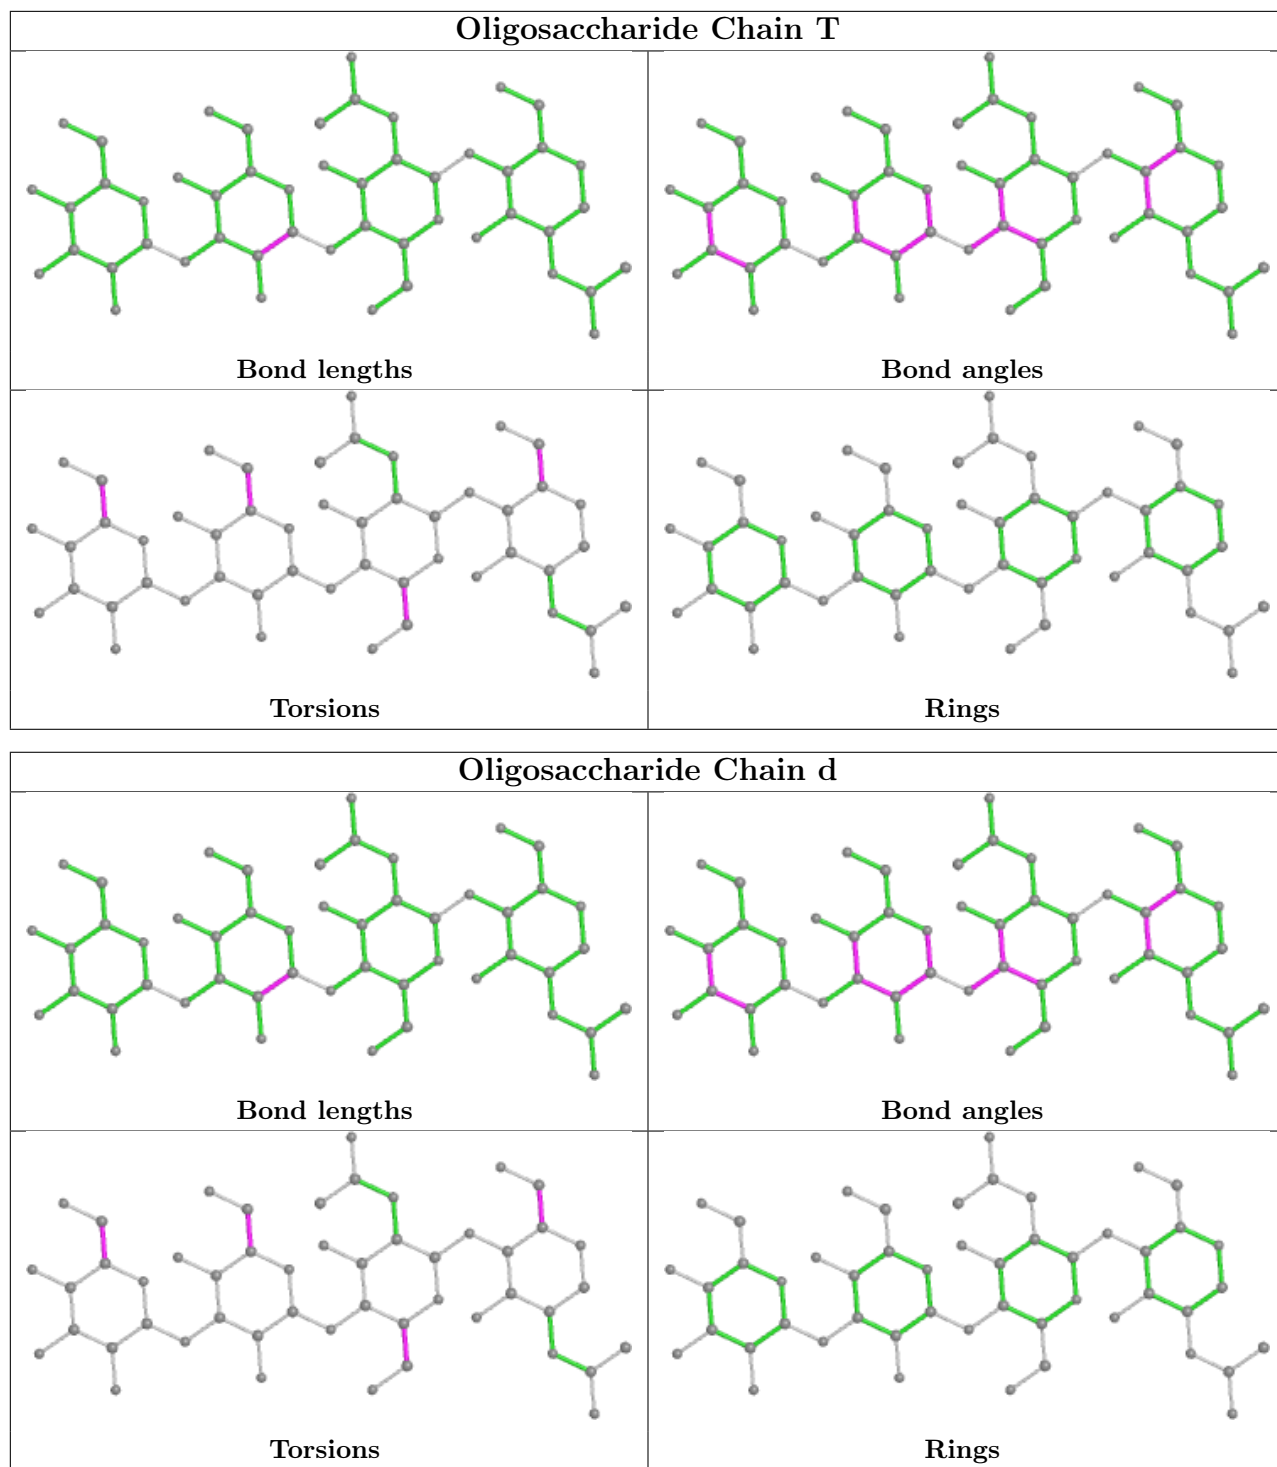 Oligosaccharide Chain T
Bond lengths
Bond angles
Torsions
Rings
Oligosaccharide Chain d
Bond lengths
Bond angles
Torsions
Rings